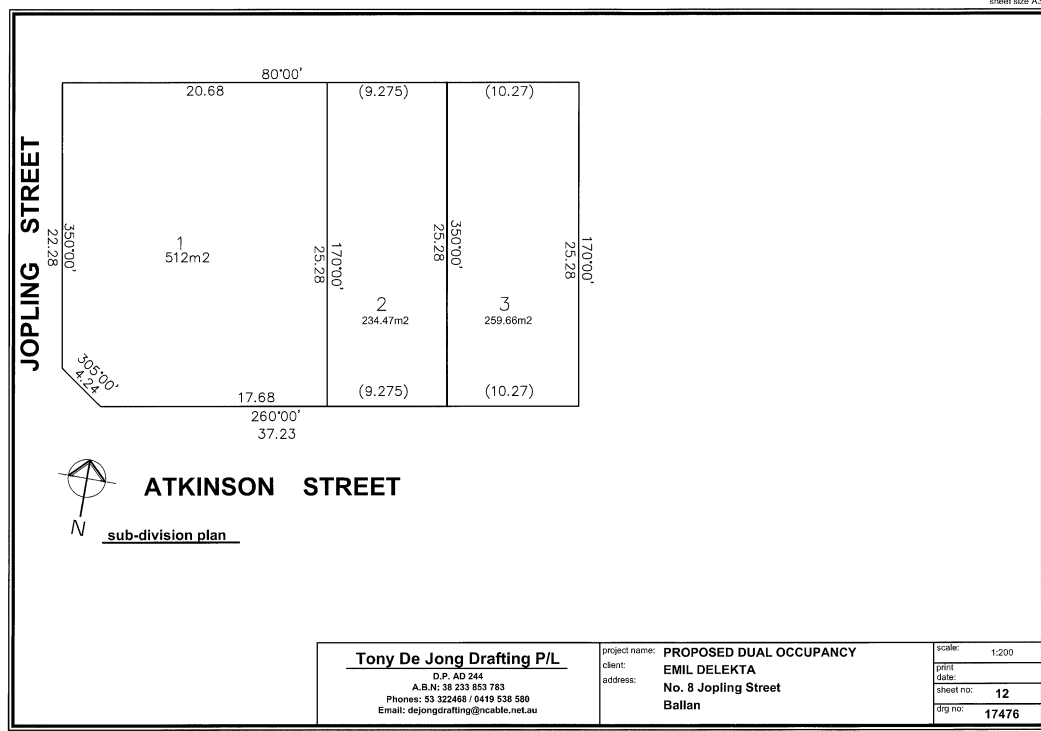 sheet size A3
80°00'
20.68
(9.275)
(10.27)
JOPLING STREET
350°00'
22.28
1
512m2
170°00'
25.28
350°00'
25.28
170°00'
25.28
2
234.47m2
3
259.66m2
305°00'
4.24
17.68
(9.275)
(10.27)
260°00'
37.23
N
ATKINSON STREET
sub-division plan
Tony De Jong Drafting P/L
D.P. AD 244
A.B.N: 38 233 853 783
Phones: 53 322468 / 0419 538 580
Email: dejongdrafting@ncable.net.au
project name: PROPOSED DUAL OCCUPANCY
client: EMIL DELEKTA
address: No. 8 Jopling Street
Ballan
scale: 1:200
print
date:
sheet no: 12
drg no: 17476